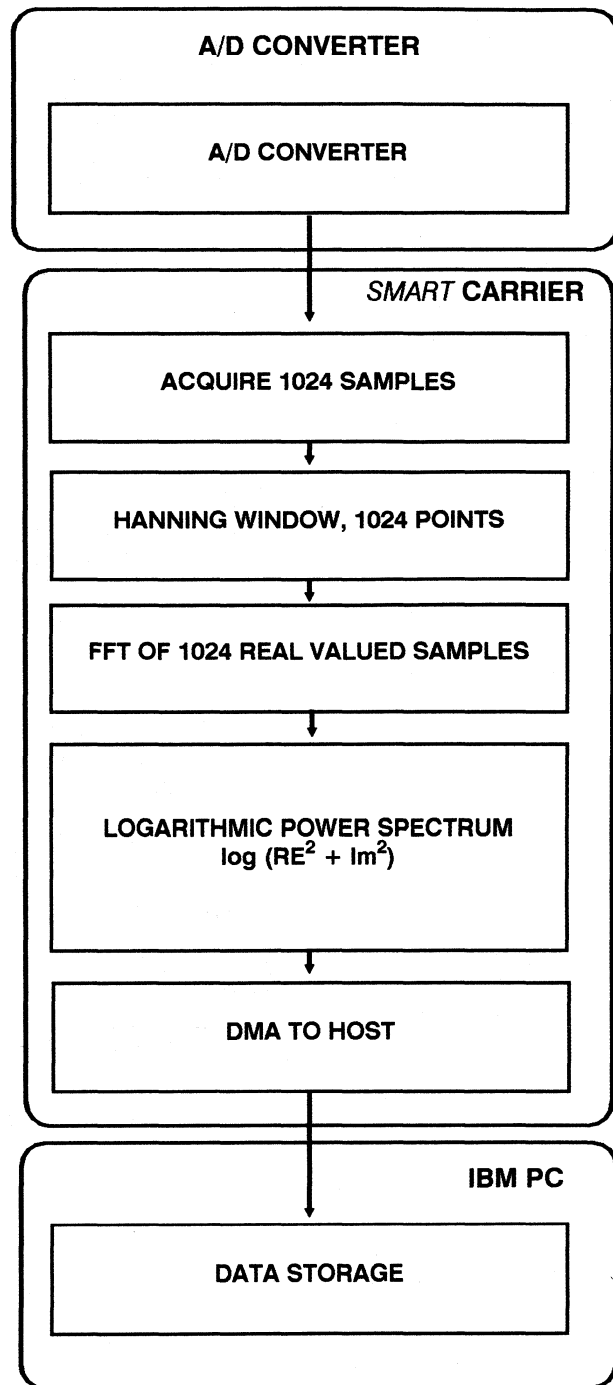 A/D CONVERTER
A/D CONVERTER
SMART CARRIER
ACQUIRE 1024 SAMPLES
HANNING WINDOW, 1024 POINTS
FFT OF 1024 REAL VALUED SAMPLES
LOGARITHMIC POWER SPECTRUM
log (RE² + Im²)
DMA TO HOST
IBM PC
DATA STORAGE